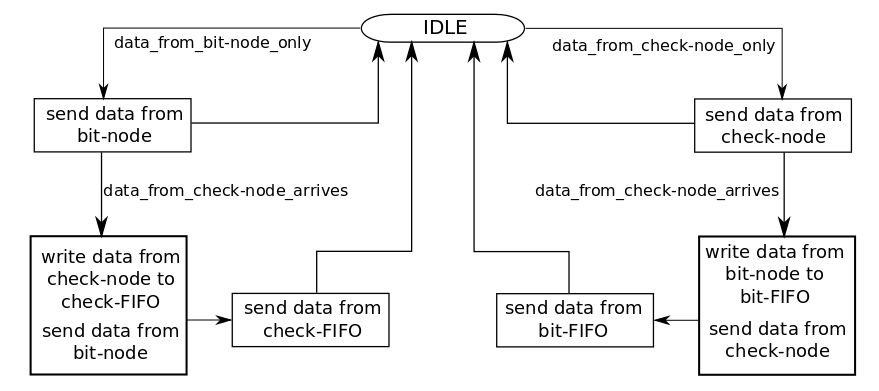 IDLE
data_from_bit-node_only
data_from_check-node_only
send data from
bit-node
send data from
check-node
data_from_check-node_arrives
data_from_check-node_arrives
write data from
check-node to
check-FIFO
send data from
bit-node
send data from
check-FIFO
send data from
bit-FIFO
write data from
bit-node to
bit-FIFO
send data from
check-node